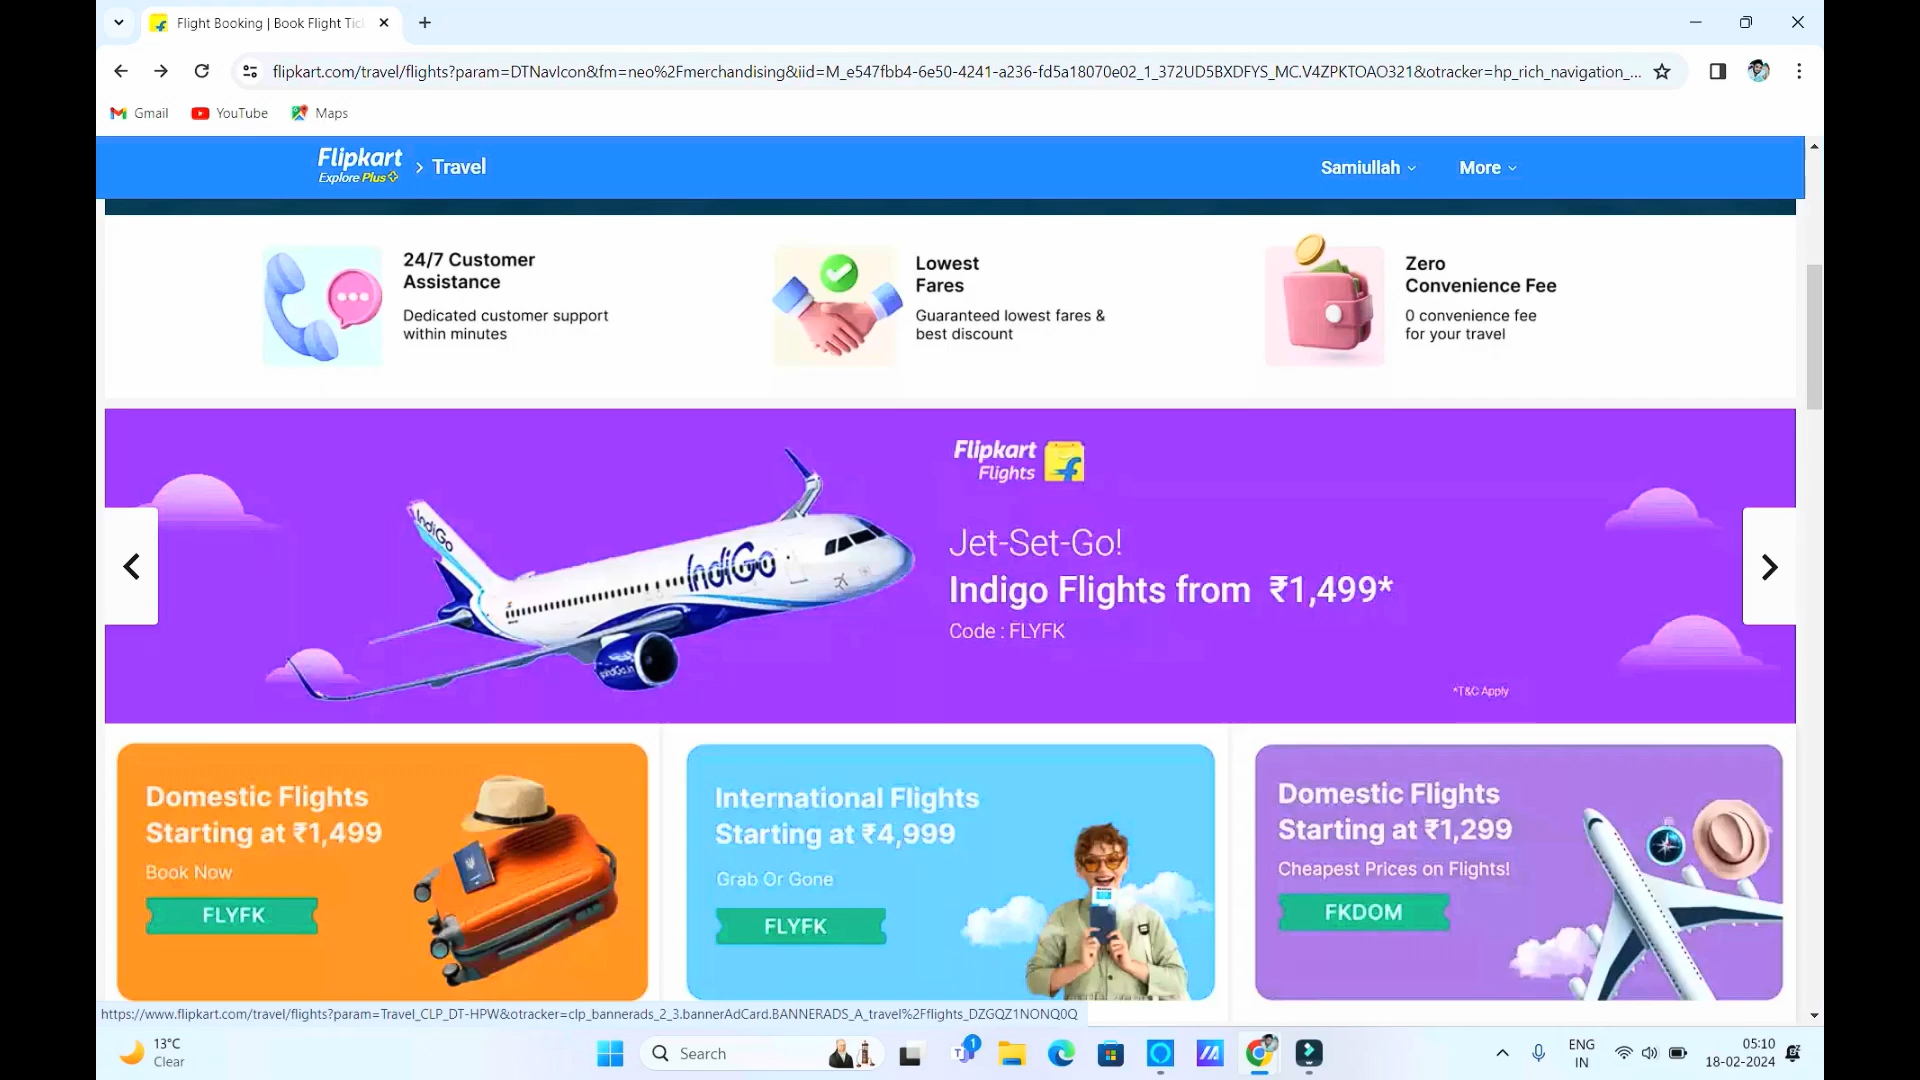 Flight Booking | Book Flight Tic
flipkart.com/travel/flights?param=DTNavIcon&fm=neo%2Fmerchandising&iid=M_e547fbb4-6e50-4241-a236-fd5a18070e02_1_372UD5BXDFYS_MC.V4ZPKTOAO321&otracker=hp_rich_navigation_...
Gmail YouTube Maps
Flipkart
Explore Plus
Travel
Samiullah More
24/7 Customer
Assistance
Dedicated customer support
within minutes
Lowest
Fares
Guaranteed lowest fares &
best discount
Zero
Convenience Fee
0 convenience fee
for your travel
IndiGo
IndiGo
goIndiGo.in
Flipkart
Flights
Jet-Set-Go!
Indigo Flights from ₹1,499*
Code : FLYFK
*T&C Apply
Domestic Flights
Starting at ₹1,499
Book Now
FLYFK
International Flights
Starting at ₹4,999
Grab Or Gone
FLYFK
Domestic Flights
Starting at ₹1,299
Cheapest Prices on Flights!
FKDOM
https://www.flipkart.com/travel/flights?param=Travel_CLP_DT-HPW&otracker=clp_bannerads_2_3.bannerAdCard.BANNERADS_A_travel%2Fflights_DZGQZ1NONQ0Q
13°C
Clear
Search
1
ENG
IN
05:10
18-02-2024